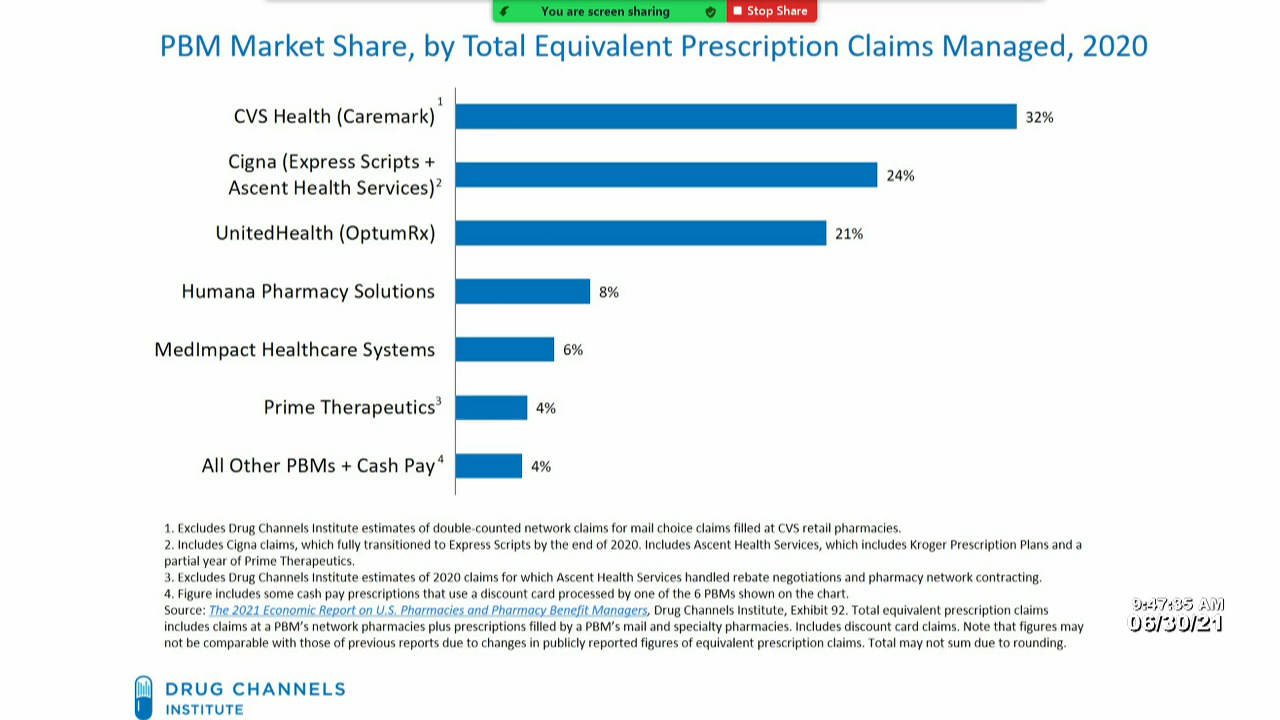 You are screen sharing
Stop Share
PBM Market Share, by Total Equivalent Prescription Claims Managed, 2020
CVS Health (Caremark)1
32%
Cigna (Express Scripts +
Ascent Health Services)2
24%
UnitedHealth (OptumRx)
21%
Humana Pharmacy Solutions
8%
MedImpact Healthcare Systems
6%
Prime Therapeutics3
4%
All Other PBMs + Cash Pay4
4%
1. Excludes Drug Channels Institute estimates of double-counted network claims for mail choice claims filled at CVS retail pharmacies.
2. Includes Cigna claims, which fully transitioned to Express Scripts by the end of 2020. Includes Ascent Health Services, which includes Kroger Prescription Plans and a
partial year of Prime Therapeutics.
3. Excludes Drug Channels Institute estimates of 2020 claims for which Ascent Health Services handled rebate negotiations and pharmacy network contracting.
4. Figure includes some cash pay prescriptions that use a discount card processed by one of the 6 PBMs shown on the chart.
Source: The 2021 Economic Report on U.S. Pharmacies and Pharmacy Benefit Managers, Drug Channels Institute, Exhibit 92. Total equivalent prescription claims
includes claims at a PBM's network pharmacies plus prescriptions filled by a PBM's mail and specialty pharmacies. Includes discount card claims. Note that figures may
not be comparable with those of previous reports due to changes in publicly reported figures of equivalent prescription claims. Total may not sum due to rounding.
9:47:35 AM
06/30/21
DRUG CHANNELS
INSTITUTE